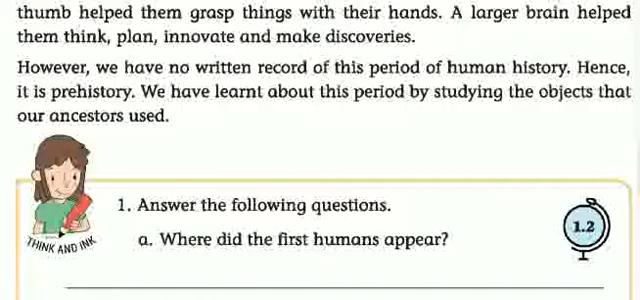 thumb helped them grasp things with their hands. A larger brain helped
them think, plan, innovate and make discoveries.
However, we have no written record of this period of human history. Hence,
it is prehistory. We have learnt about this period by studying the objects that
our ancestors used.
THINK AND INK
1. Answer the following questions.
1.2
a. Where did the first humans appear?